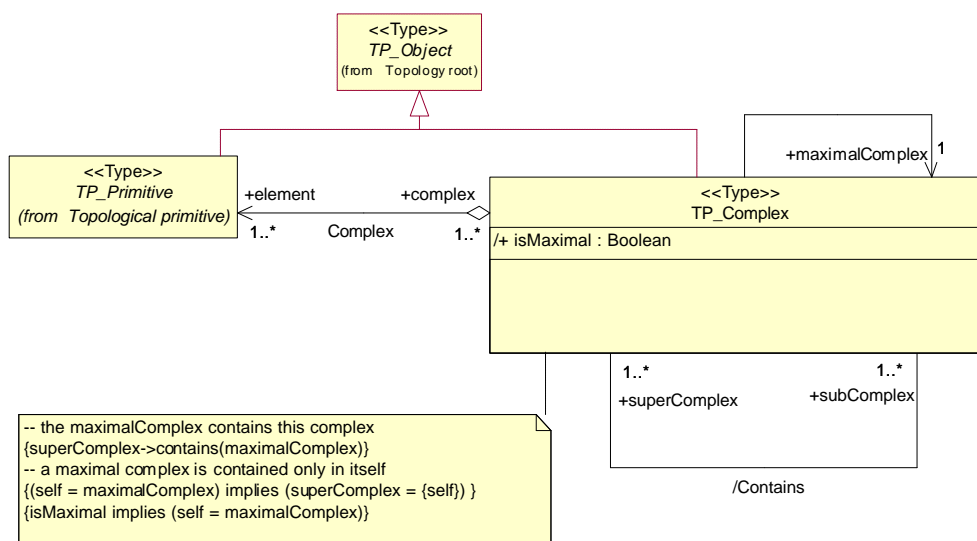 <<Type>>
TP_Object
(from Topology root)
<<Type>>
TP_Primitive
(from Topological primitive)
+element
1..*
Complex
+complex
1..*
+maximalComplex
1
<<Type>>
TP_Complex
/+ isMaximal : Boolean
1..*
+superComplex
1..*
+subComplex
/Contains
-- the maximalComplex contains this complex
{superComplex->contains(maximalComplex)}
-- a maximal complex is contained only in itself
{(self = maximalComplex) implies (superComplex = {self}) }
{isMaximal implies (self = maximalComplex)}